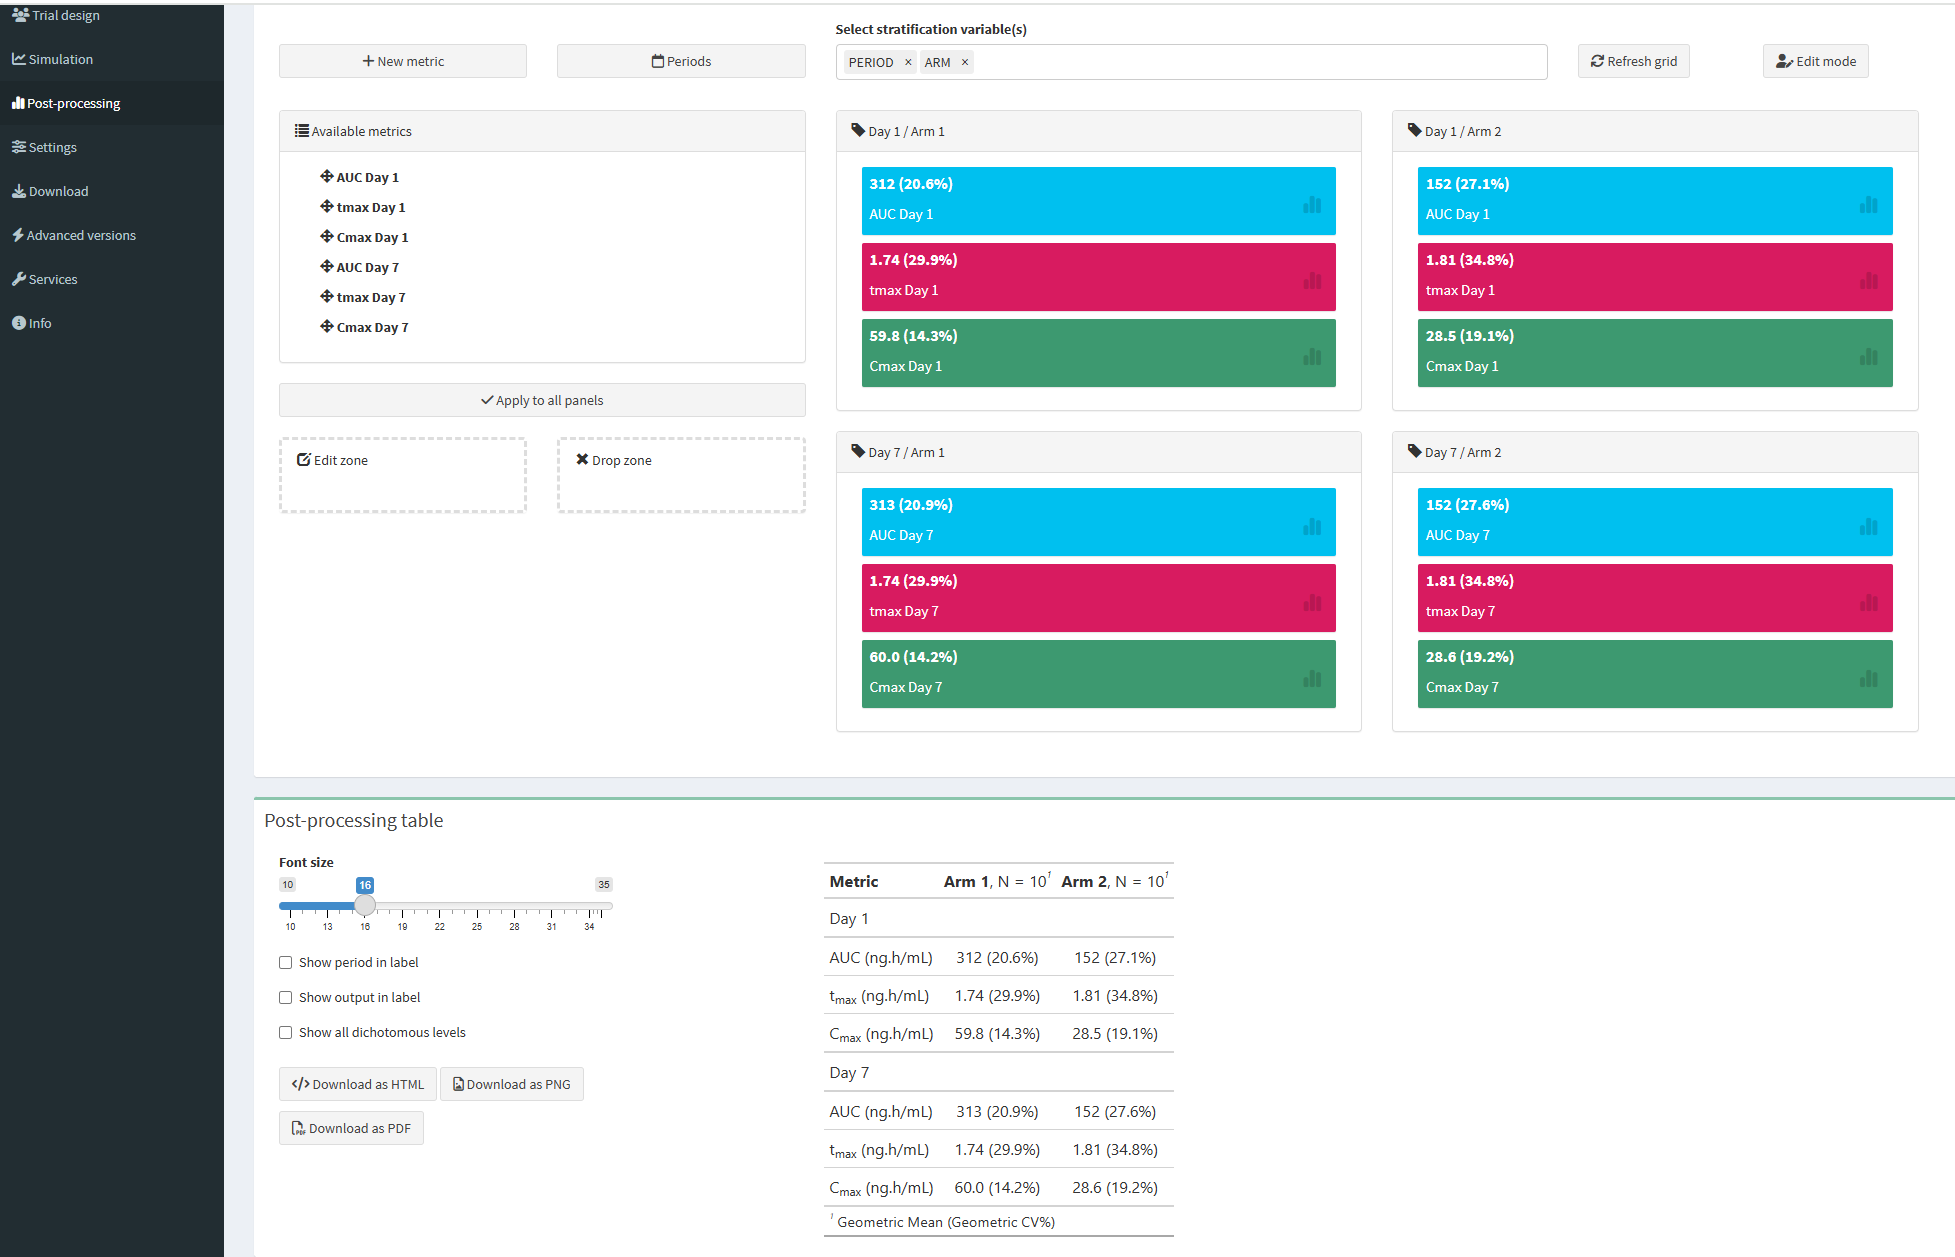 Trial design
Simulation
Post-processing
Settings
Download
Advanced versions
Services
Info
New metric
Periods
Select stratification variable(s)
PERIOD × ARM ×
Refresh grid
Edit mode
Available metrics
AUC Day 1
tmax Day 1
Cmax Day 1
AUC Day 7
tmax Day 7
Cmax Day 7
Apply to all panels
Edit zone
Drop zone
Day 1 / Arm 1
312 (20.6%)
AUC Day 1
1.74 (29.9%)
tmax Day 1
59.8 (14.3%)
Cmax Day 1
Day 1 / Arm 2
152 (27.1%)
AUC Day 1
1.81 (34.8%)
tmax Day 1
28.5 (19.1%)
Cmax Day 1
Day 7 / Arm 1
313 (20.9%)
AUC Day 7
1.74 (29.9%)
tmax Day 7
60.0 (14.2%)
Cmax Day 7
Day 7 / Arm 2
152 (27.6%)
AUC Day 7
1.81 (34.8%)
tmax Day 7
28.6 (19.2%)
Cmax Day 7
Post-processing table
Font size
10 16 35
10 13 16 19 22 25 28 31 34
Show period in label
Show output in label
Show all dichotomous levels
Download as HTML
Download as PNG
Download as PDF
Metric Arm 1, N = 10¹ Arm 2, N = 10¹
Day 1
AUC (ng.h/mL) 312 (20.6%) 152 (27.1%)
tmax (ng.h/mL) 1.74 (29.9%) 1.81 (34.8%)
Cmax (ng.h/mL) 59.8 (14.3%) 28.5 (19.1%)
Day 7
AUC (ng.h/mL) 313 (20.9%) 152 (27.6%)
tmax (ng.h/mL) 1.74 (29.9%) 1.81 (34.8%)
Cmax (ng.h/mL) 60.0 (14.2%) 28.6 (19.2%)
¹ Geometric Mean (Geometric CV%)